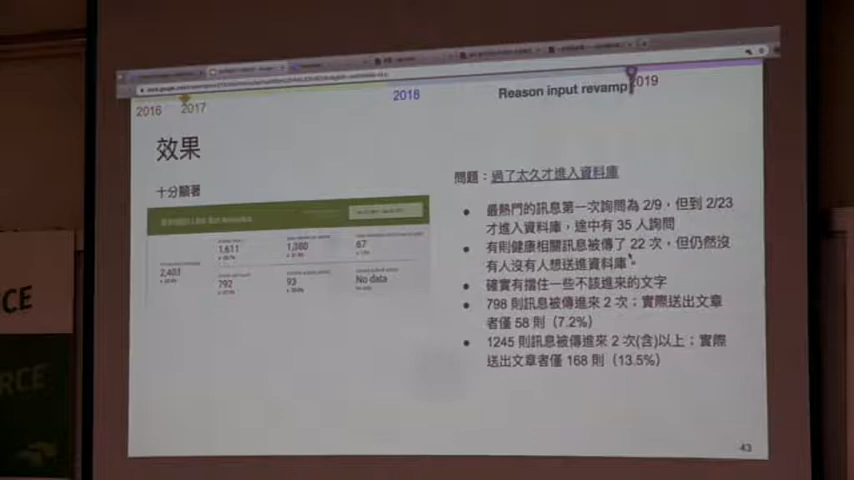 2016
2017
2018
Reason input revamp
2019
效果
十分顯著
Line Bot Analytics
2,401
1,611
1,380
67
792
93
No data
問題：過了太久才進入資料庫
最熱門的訊息第一次詢問為 2/9，但到 2/23
才進入資料庫，途中有 35 人詢問
有則健康相關訊息被傳了 22 次，但仍然沒
有人沒有人想送進資料庫
確實有擋住一些不該進來的文字
798 則訊息被傳進來 2 次；實際送出文章
者僅 58 則（7.2%）
1245 則訊息被傳進來 2 次(含)以上；實際
送出文章者僅 168 則（13.5%）
43
CE
RCE